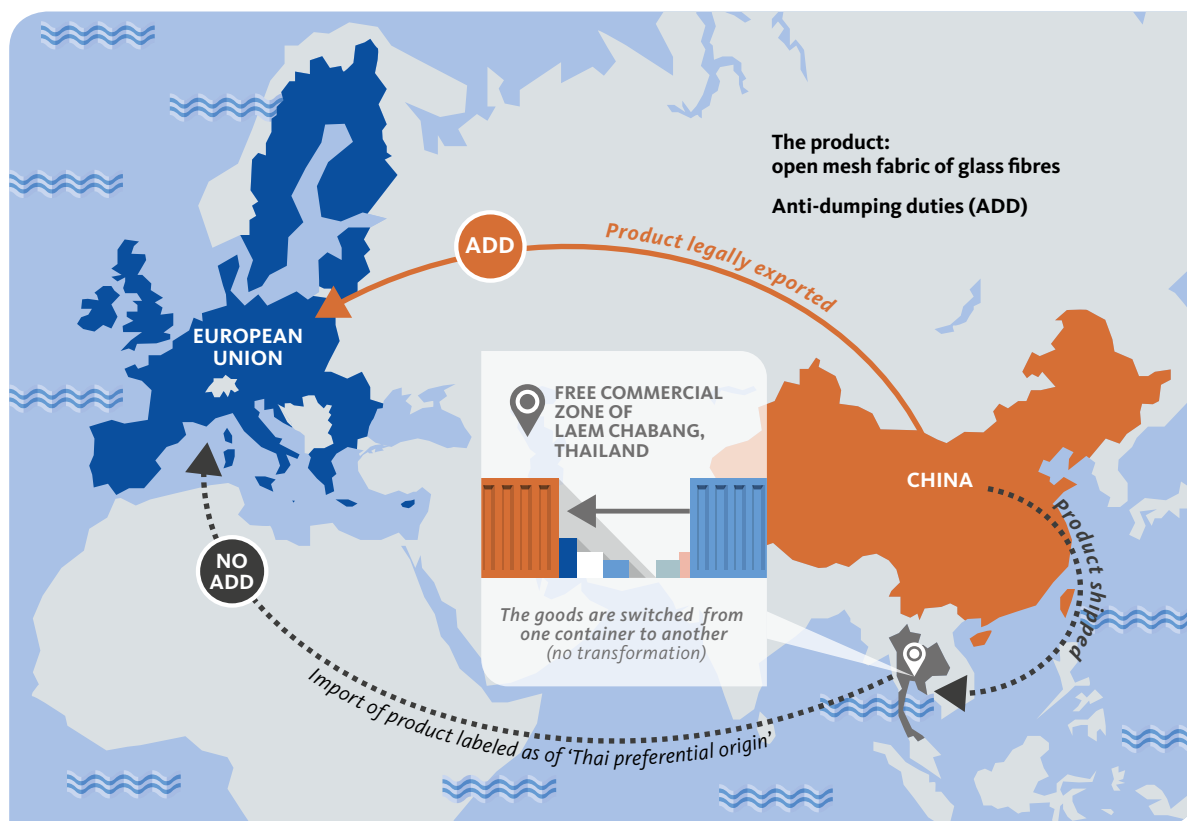 The product:
open mesh fabric of glass fibres
Anti-dumping duties (ADD)
ADD
Product legally exported
EUROPEAN
UNION
FREE COMMERCIAL
ZONE OF
LAEM CHABANG,
THAILAND
CHINA
Product shipped
NO
ADD
The goods are switched from
one container to another
(no transformation)
Import of product labeled as of ‘Thai preferential origin’